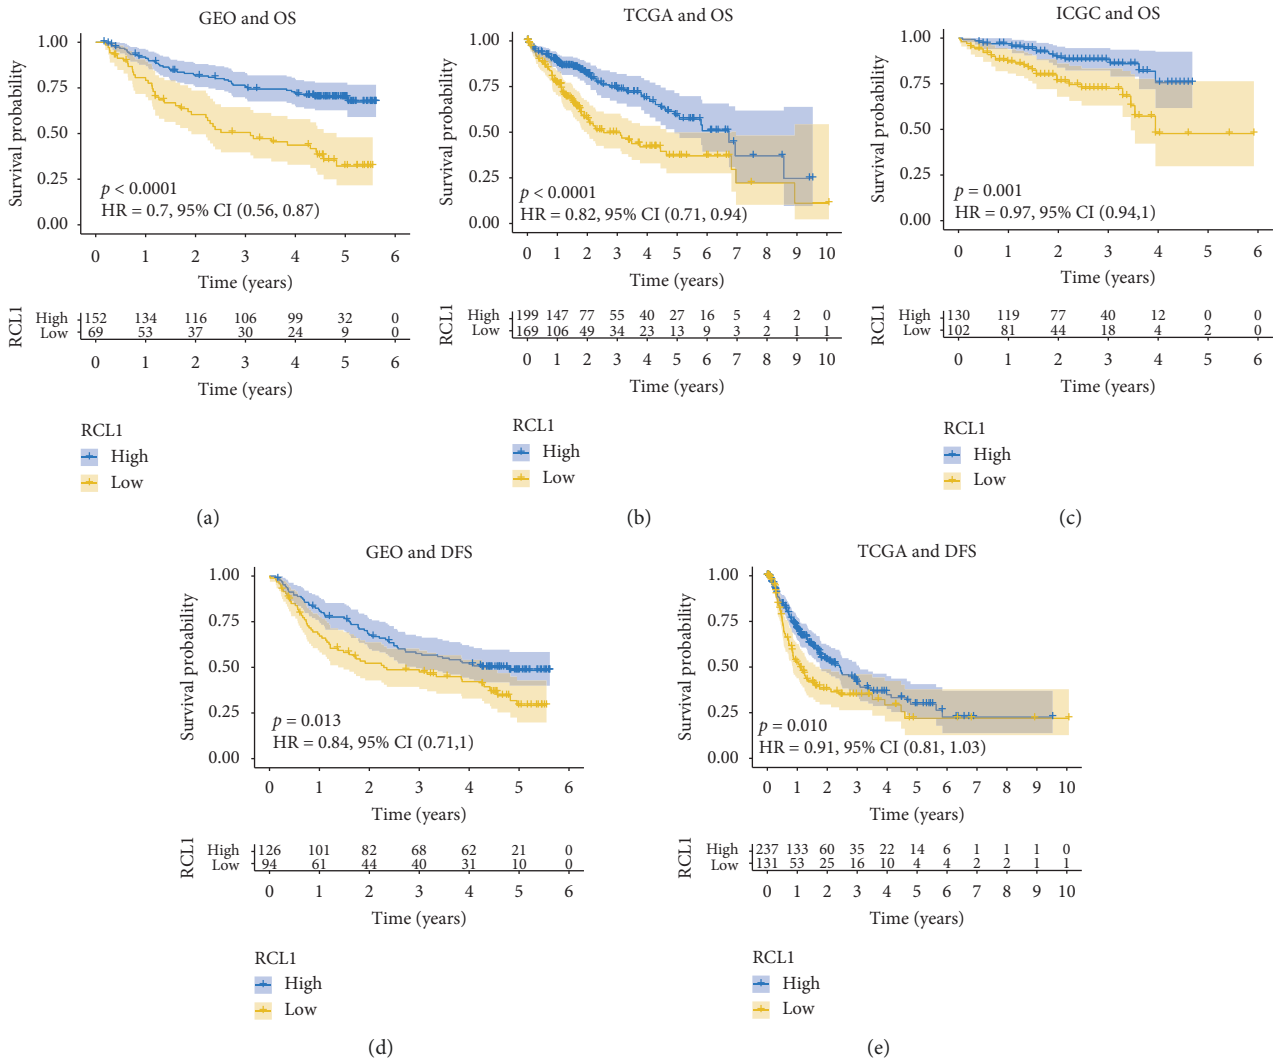 GEO and OS
Survival probability
1.00
0.75
0.50
0.25
0.00
p < 0.0001
HR = 0.7, 95% CI (0.56, 0.87)
0 1 2 3 4 5 6
Time (years)
RCL1
High 152 134 116 106 99 32 0
Low 69 53 37 30 24 9 0
0 1 2 3 4 5 6
Time (years)
RCL1
High
Low
(a)
TCGA and OS
Survival probability
1.00
0.75
0.50
0.25
0.00
p < 0.0001
HR = 0.82, 95% CI (0.71, 0.94)
0 1 2 3 4 5 6 7 8 9 10
Time (years)
RCL1
High 199 147 77 55 40 27 16 5 4 2 0
Low 169 106 49 34 23 13 9 3 2 1 1
0 1 2 3 4 5 6 7 8 9 10
Time (years)
RCL1
High
Low
(b)
ICGC and OS
Survival probability
1.00
0.75
0.50
0.25
0.00
p = 0.001
HR = 0.97, 95% CI (0.94,1)
0 1 2 3 4 5 6
Time (years)
RCL1
High 130 119 77 40 12 0 0
Low 102 81 44 18 4 2 0
0 1 2 3 4 5 6
Time (years)
RCL1
High
Low
(c)
GEO and DFS
Survival probability
1.00
0.75
0.50
0.25
0.00
p = 0.013
HR = 0.84, 95% CI (0.71,1)
0 1 2 3 4 5 6
Time (years)
RCL1
High 126 101 82 68 62 21 0
Low 94 61 44 40 31 10 0
0 1 2 3 4 5 6
Time (years)
RCL1
High
Low
(d)
TCGA and DFS
Survival probability
1.00
0.75
0.50
0.25
0.00
p = 0.010
HR = 0.91, 95% CI (0.81, 1.03)
0 1 2 3 4 5 6 7 8 9 10
Time (years)
RCL1
High 237 133 60 35 22 14 6 1 1 1 0
Low 131 53 25 16 10 4 4 2 2 1 1
0 1 2 3 4 5 6 7 8 9 10
Time (years)
RCL1
High
Low
(e)